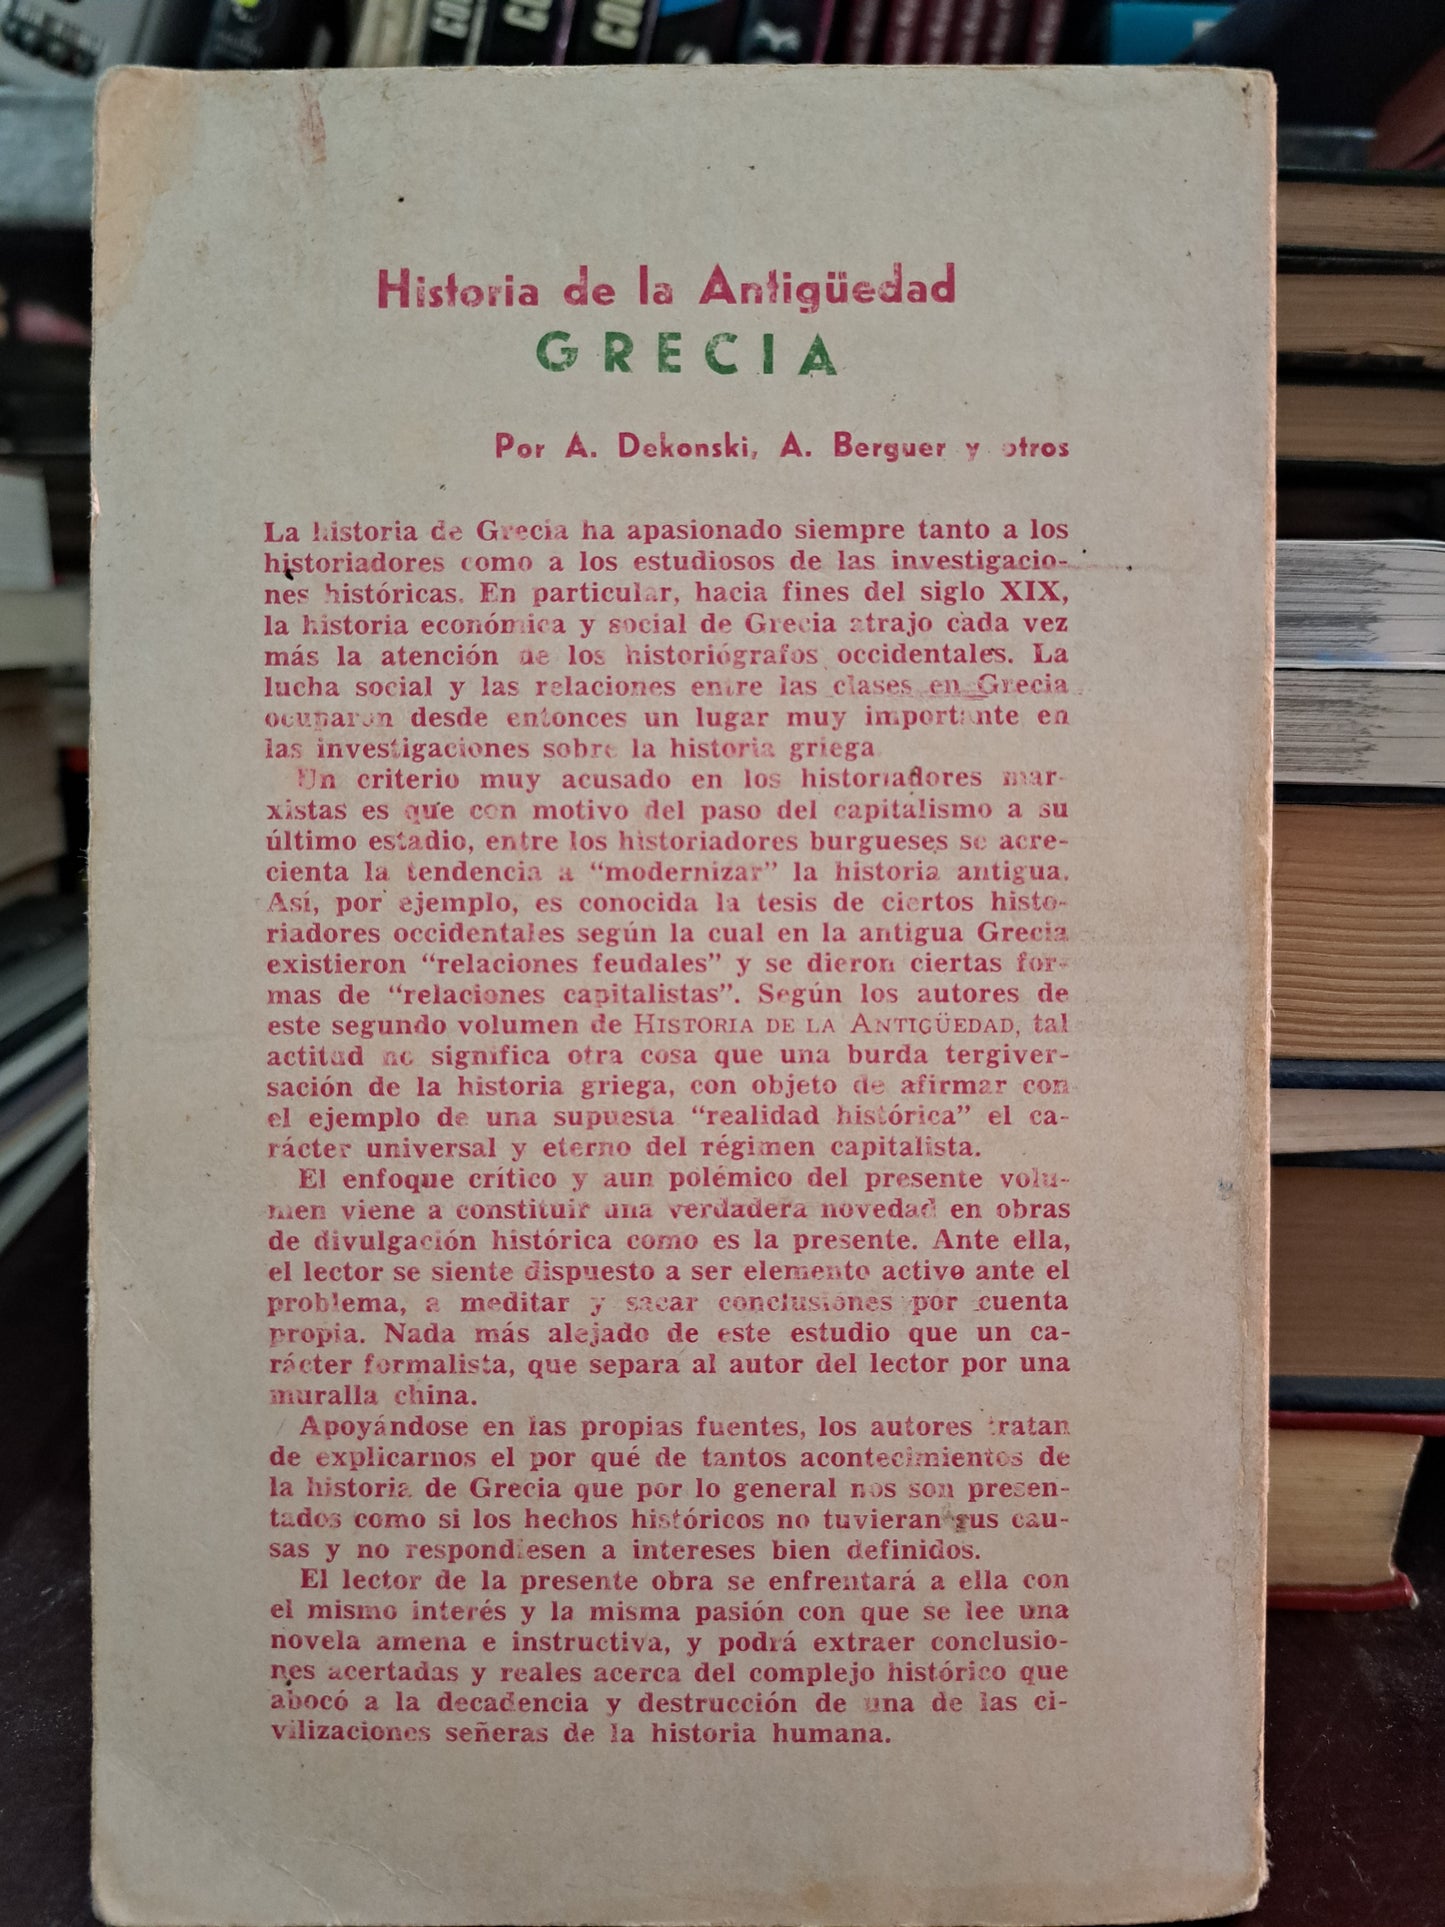 Historia de la Antigüedad
GRECIA
Por A. Dekonski, A. Berguer y otros
La historia de Grecia ha apasionado siempre tanto a los
historiadores como a los estudiosos de las investigacio-
nes históricas. En particular, hacia fines del siglo XIX,
la historia económica y social de Grecia atrajo cada vez
más la atención de los historiógrafos occidentales. La
lucha social y las relaciones entre las clases en Grecia
ocuparon desde entonces un lugar muy importante en
las investigaciones sobre la historia griega
Un criterio muy acusado en los historiadores mar-
xistas es que con motivo del paso del capitalismo a su
último estadio, entre los historiadores burgueses se acre-
cienta la tendencia a "modernizar" la historia antigua.
Así, por ejemplo, es conocida la tesis de ciertos histo-
riadores occidentales según la cual en la antigua Grecia
existieron "relaciones feudales" y se dieron ciertas for-
mas de "relaciones capitalistas". Según los autores de
este segundo volumen de HISTORIA DE LA ANTIGÜEDAD, tal
actitud no significa otra cosa que una burda tergiver-
sación de la historia griega, con objeto de afirmar con
el ejemplo de una supuesta "realidad histórica" el ca-
rácter universal y eterno del régimen capitalista.
El enfoque crítico y aun polémico del presente volu-
men viene a constituir una verdadera novedad en obras
de divulgación histórica como es la presente. Ante ella,
el lector se siente dispuesto a ser elemento activo ante el
problema, a meditar y sacar conclusiones por cuenta
propia. Nada más alejado de este estudio que un ca-
rácter formalista, que separa al autor del lector por una
muralla china.
Apoyándose en las propias fuentes, los autores tratan
de explicarnos el por qué de tantos acontecimientos de
la historia de Grecia que por lo general nos son presen-
tados como si los hechos históricos no tuvieran sus cau-
sas y no respondiesen a intereses bien definidos.
El lector de la presente obra se enfrentará a ella con
el mismo interés y la misma pasión con que se lee una
novela amena e instructiva, y podrá extraer conclusio-
nes acertadas y reales acerca del complejo histórico que
abocó a la decadencia y destrucción de una de las ci-
vilizaciones señeras de la historia humana.